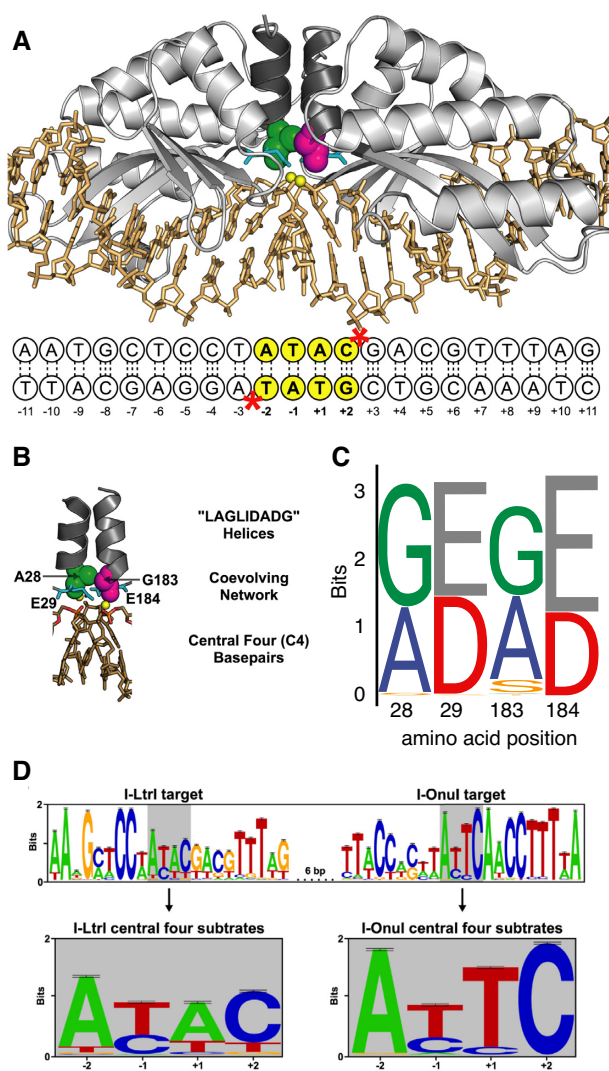 A
A A T G C T C C T A T A C G A C G T T T A G
T T A C G A G G A T A T G C T G C A A A T C
-11 -10 -9 -8 -7 -6 -5 -4 -3 -2 -1 +1 +2 +3 +4 +5 +6 +7 +8 +9 +10 +11
B
"LAGLIDADG"
Helices
A28
G183
E29
E184
Coevolving
Network
Central Four (C4)
Basepairs
C
Bits
3
2
1
0
G E G E
A D A D
S
28 29 183 184
amino acid position
D
I-LtrI target
I-OnuI target
2
Bits
0
6 bp
I-LtrI central four subtrates
I-OnuI central four subtrates
2
Bits
0
A T A C
T C T
-2 -1 +1 +2
2
Bits
0
A T T C
C C
-2 -1 +1 +2